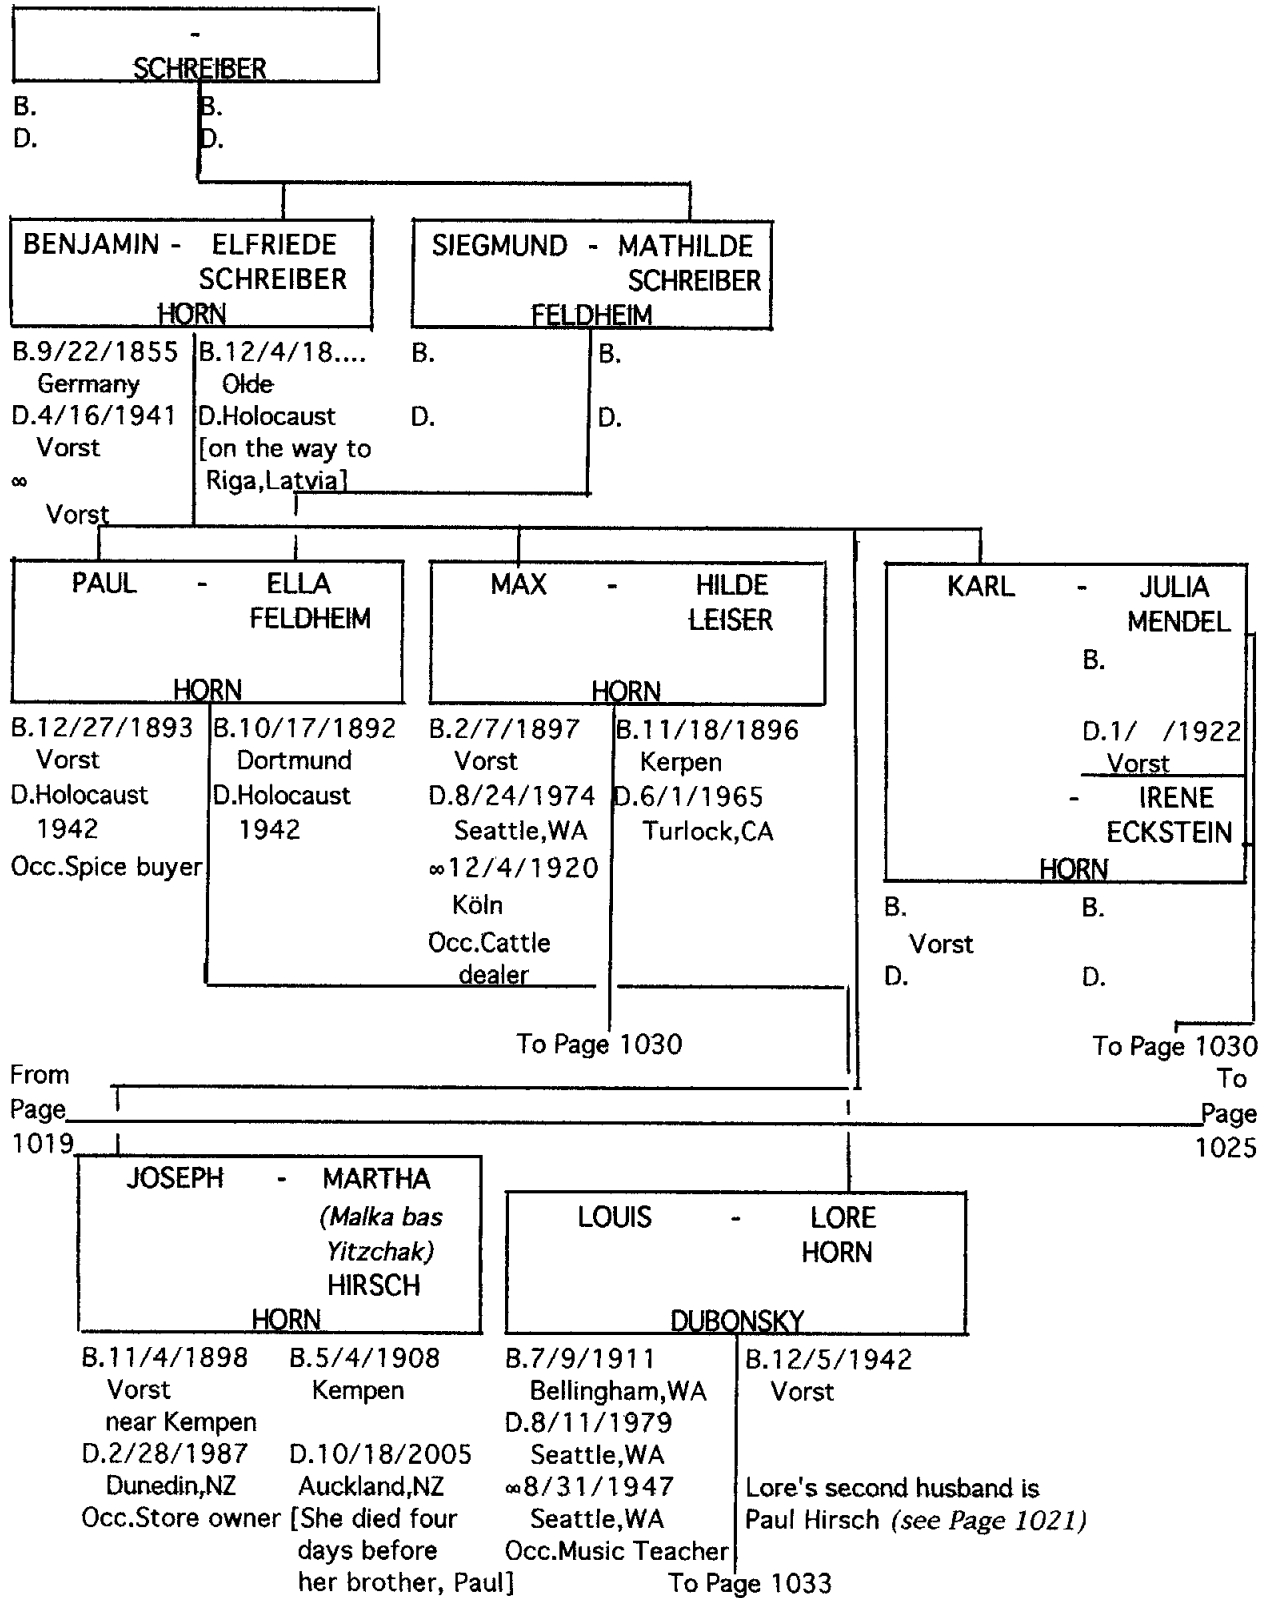 -
SCHREIBER
B. B.
D. D.
BENJAMIN - ELFRIEDE
SCHREIBER
HORN
B.9/22/1855 B.12/4/18....
Germany Olde
D.4/16/1941 D.Holocaust
Vorst [on the way to
∞ Riga,Latvia]
Vorst
SIEGMUND - MATHILDE
SCHREIBER
FELDHEIM
B. B.
D. D.
PAUL - ELLA
FELDHEIM
HORN
B.12/27/1893 B.10/17/1892
Vorst Dortmund
D.Holocaust D.Holocaust
1942 1942
Occ.Spice buyer
MAX - HILDE
LEISER
HORN
B.2/7/1897 B.11/18/1896
Vorst Kerpen
D.8/24/1974 D.6/1/1965
Seattle,WA Turlock,CA
∞12/4/1920
Köln
Occ.Cattle
dealer
To Page 1030
KARL - JULIA
MENDEL
B.
D.1/ /1922
Vorst
- IRENE
ECKSTEIN
HORN
B. B.
Vorst
D. D.
To Page 1030
From
Page
1019
To
Page
1025
JOSEPH - MARTHA
(Malka bas
Yitzchak)
HIRSCH
HORN
B.11/4/1898 B.5/4/1908
Vorst Kempen
near Kempen
D.2/28/1987 D.10/18/2005
Dunedin,NZ Auckland,NZ
Occ.Store owner [She died four
days before
her brother, Paul]
LOUIS - LORE
HORN
DUBONSKY
B.7/9/1911 B.12/5/1942
Bellingham,WA Vorst
D.8/11/1979
Seattle,WA
∞8/31/1947 Lore's second husband is
Seattle,WA Paul Hirsch (see Page 1021)
Occ.Music Teacher
To Page 1033